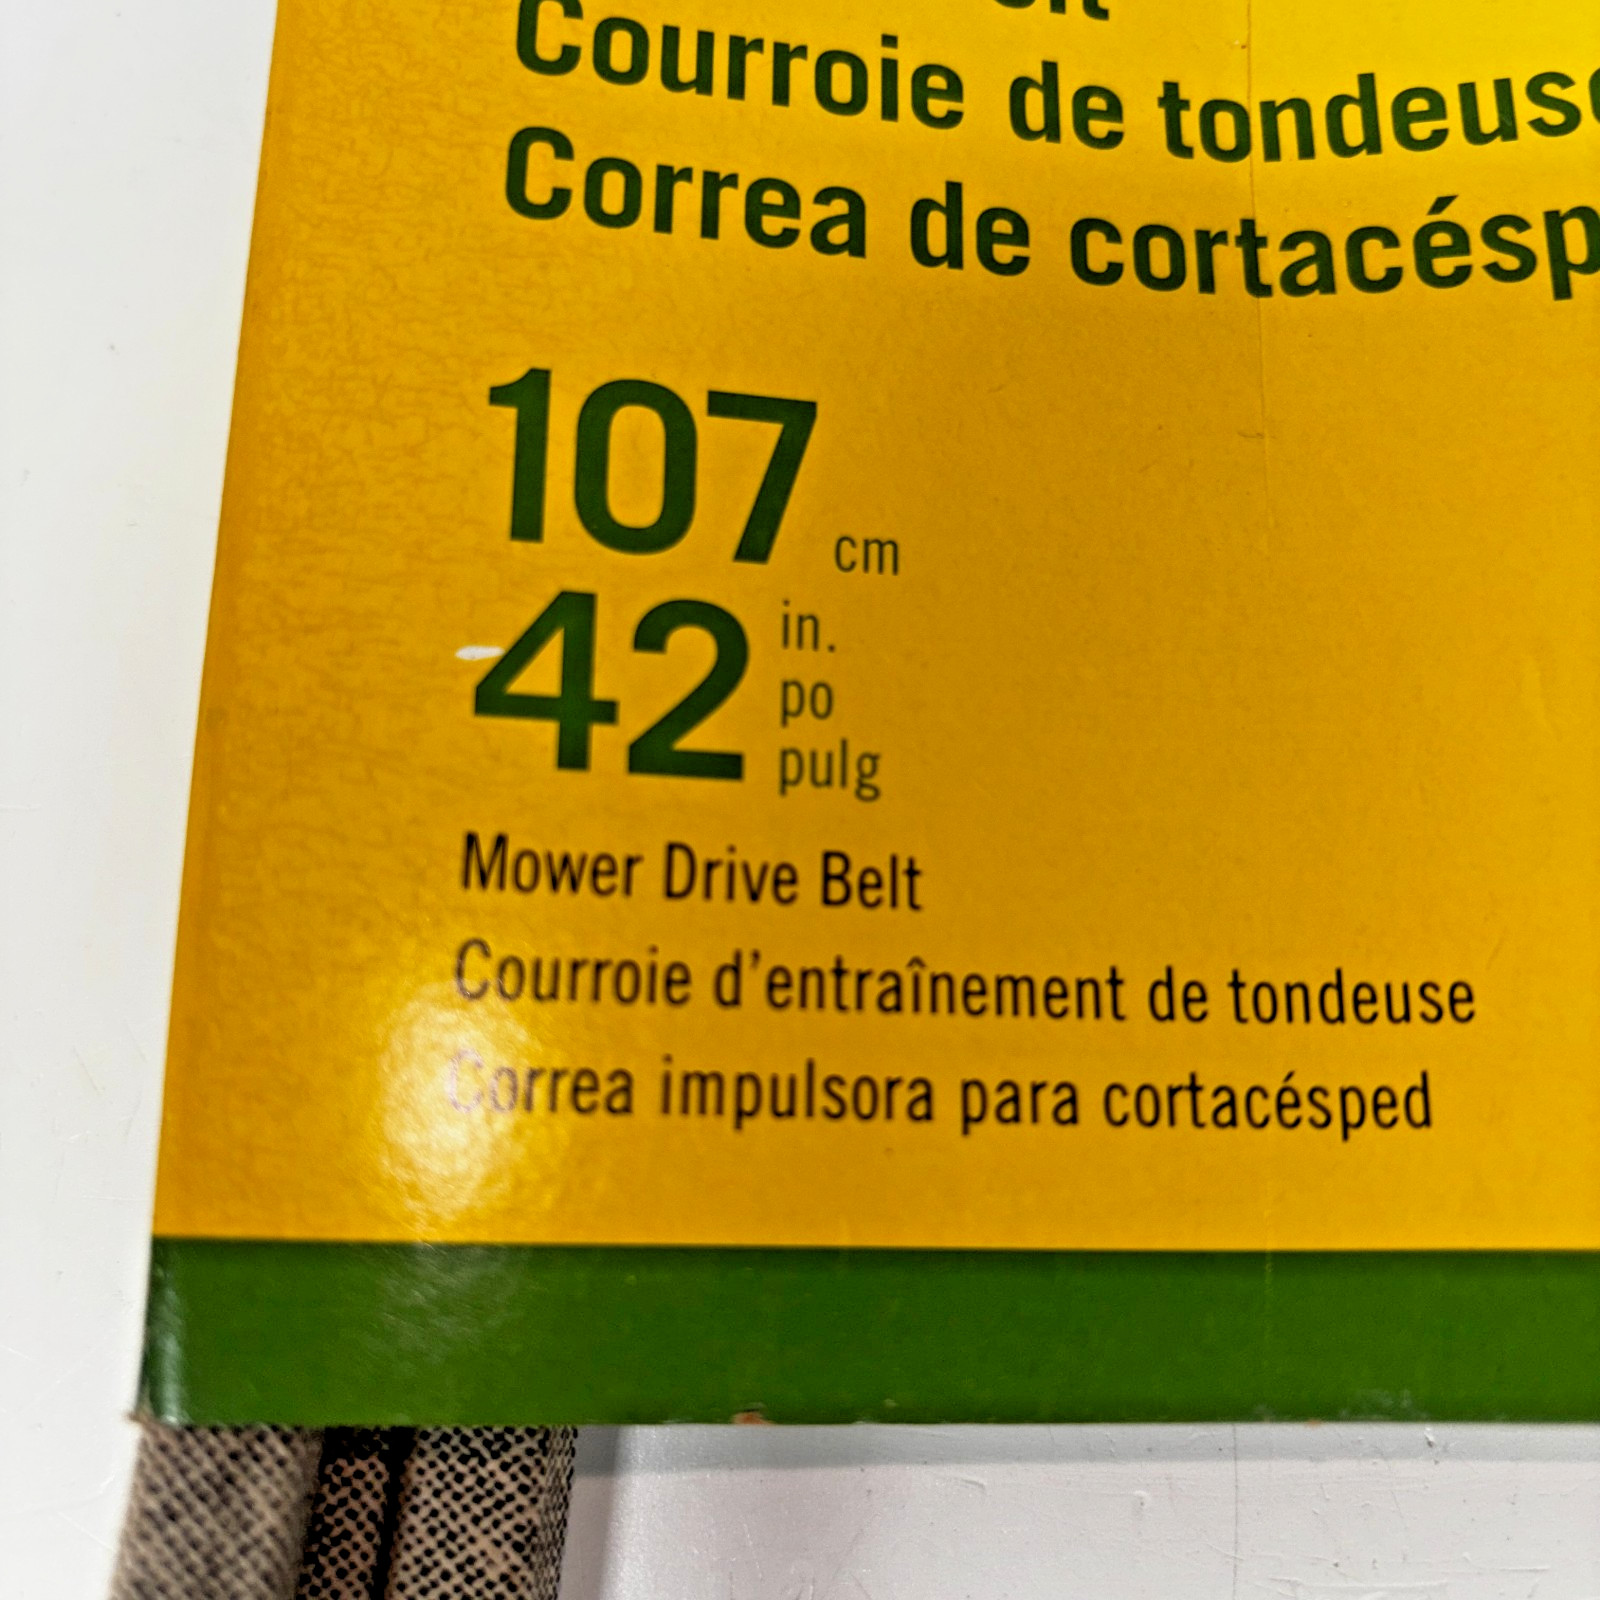 Courroie de tondeuse
Correa de cortacésp
107 cm
42 in.
po
pulg
Mower Drive Belt
Courroie d'entraînement de tondeuse
Correa impulsora para cortacésped